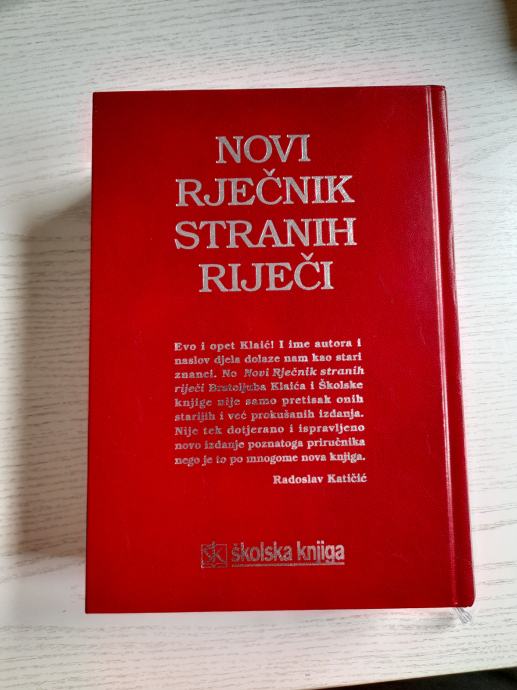 NOVI
RJEČNIK
STRANIH
RIJEČI
Evo i opet Klaić! I ime autora i
naslov djela dolaze nam kao stari
znanci. No Novi Rječnik stranih
riječi Bratoljuba Klaića i Školske
knjige nije samo pretisak onih
starijih i već prokušanih izdanja.
Nije tek dotjerano i ispravljeno
novo izdanje poznatoga priručnika
nego je to po mnogome nova knjiga.
Radoslav Katičić
šk školska knjiga